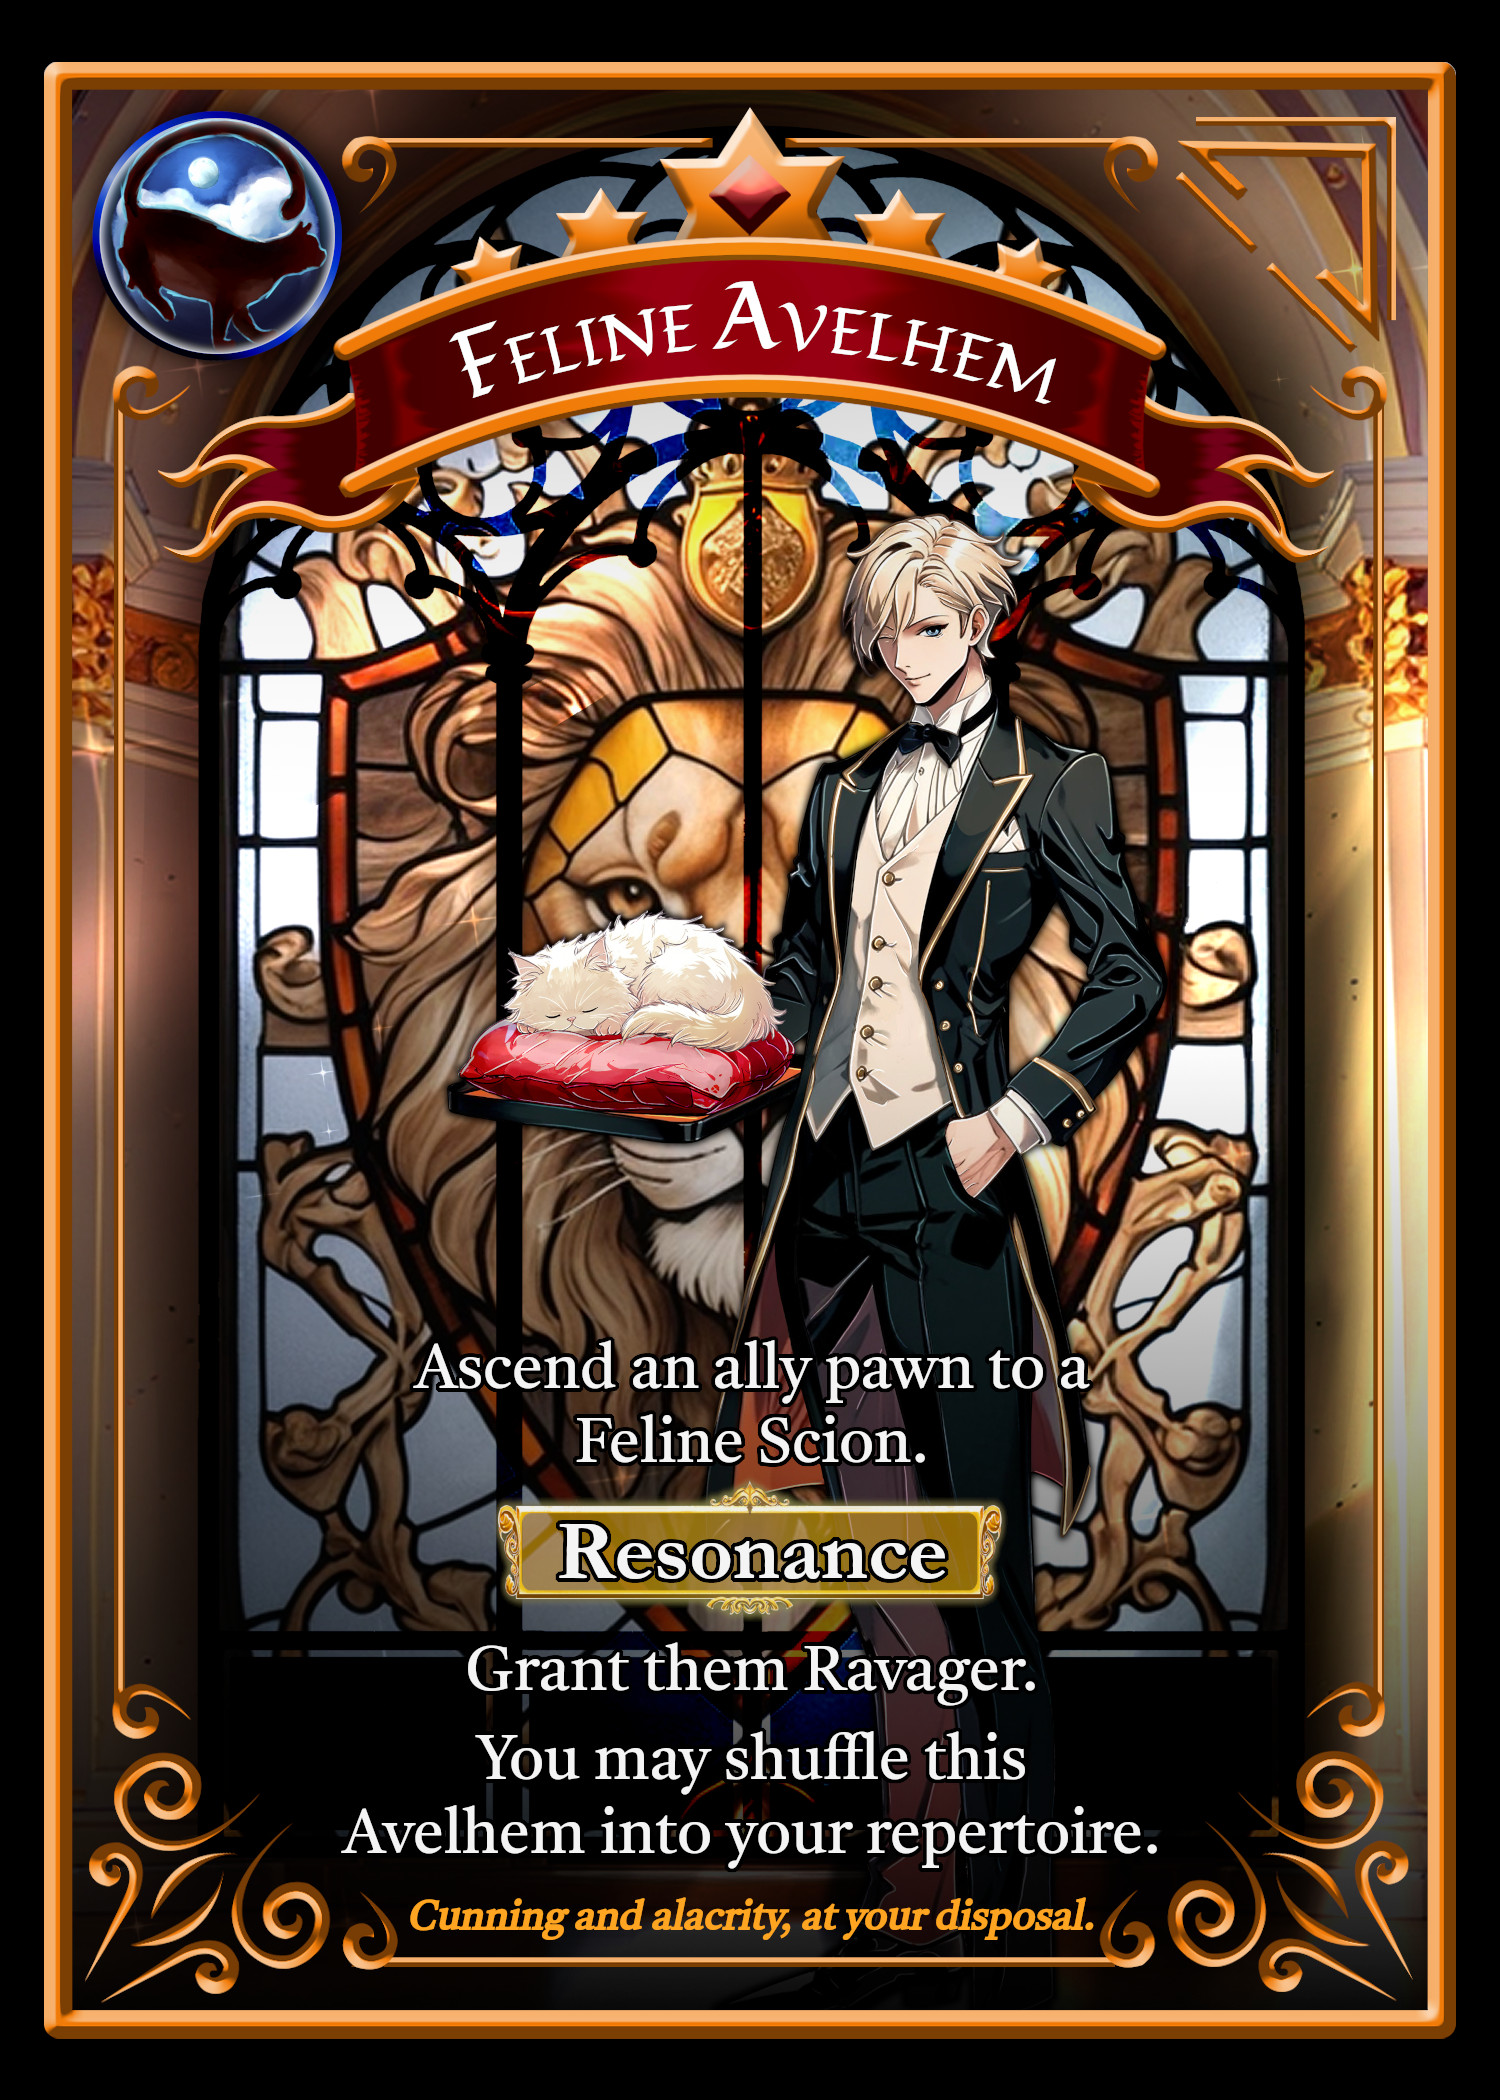 Feline Avelhem
Ascend an ally pawn to a
Feline Scion.
Resonance
Grant them Ravager.
You may shuffle this
Avelhem into your repertoire.
Cunning and alacrity, at your disposal.